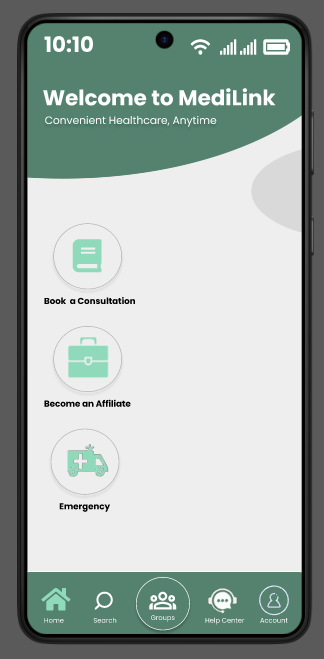 10:10
Welcome to MediLink
Convenient Healthcare, Anytime
Book a Consultation
Become an Affiliate
Emergency
Home
Search
Groups
Help Center
Account